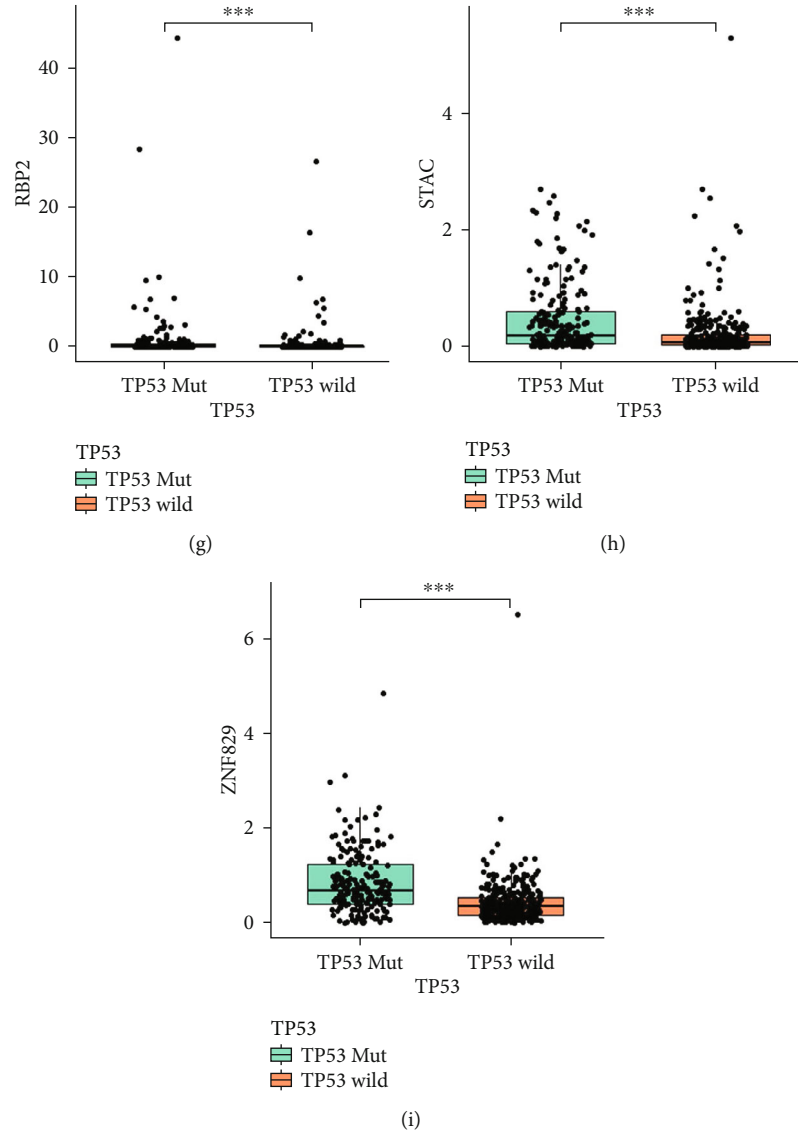 ***
40
30
20
10
0
RBP2
TP53 Mut TP53 wild
TP53
TP53
TP53 Mut
TP53 wild
(g)
***
4
2
0
STAC
TP53 Mut TP53 wild
TP53
TP53
TP53 Mut
TP53 wild
(h)
***
6
4
2
0
ZNF829
TP53 Mut TP53 wild
TP53
TP53
TP53 Mut
TP53 wild
(i)